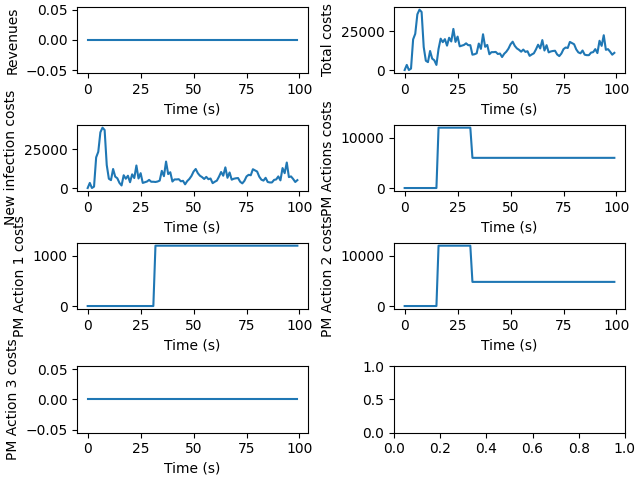 Revenues
0.05
0.00
−0.05
0 25 50 75 100
Time (s)
Total costs
25000
0
0 25 50 75 100
Time (s)
New infection costs
25000
0
0 25 50 75 100
Time (s)
PM Actions costs
10000
0
0 25 50 75 100
Time (s)
PM Action 1 costs
1000
0
0 25 50 75 100
Time (s)
PM Action 2 costs
10000
0
0 25 50 75 100
Time (s)
PM Action 3 costs
0.05
0.00
−0.05
0 25 50 75 100
Time (s)
1.0
0.5
0.0
0.0 0.2 0.4 0.6 0.8 1.0